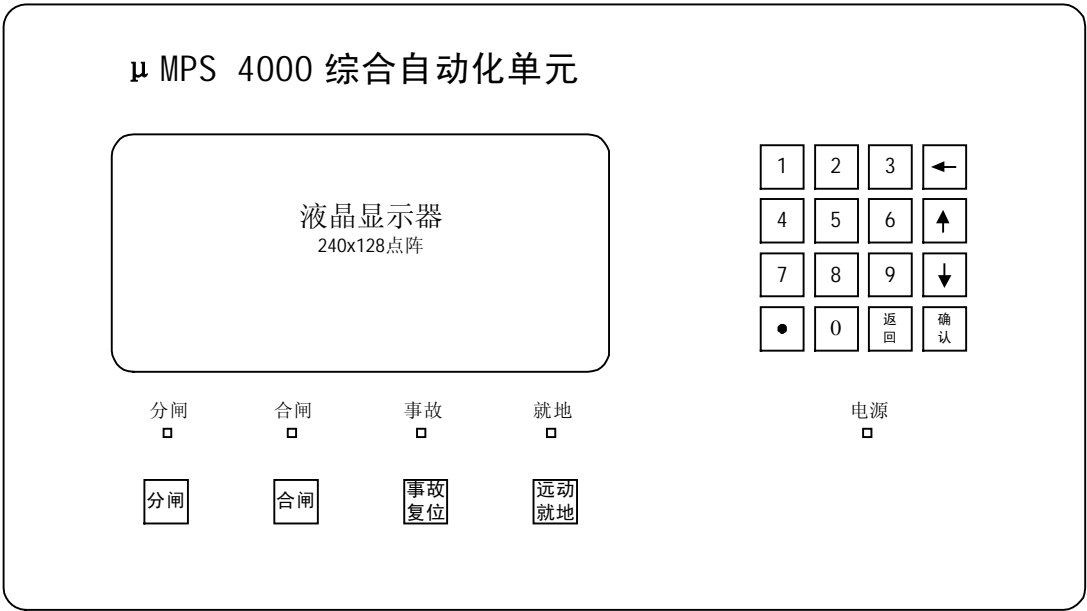 μ MPS 4000 综合自动化单元
液晶显示器
240x128点阵
1 2 3 ←
4 5 6 ↑
7 8 9 ↓
● 0 返回 确认
分闸 合闸 事故 就地 电源
分闸 合闸 事故复位 远动就地